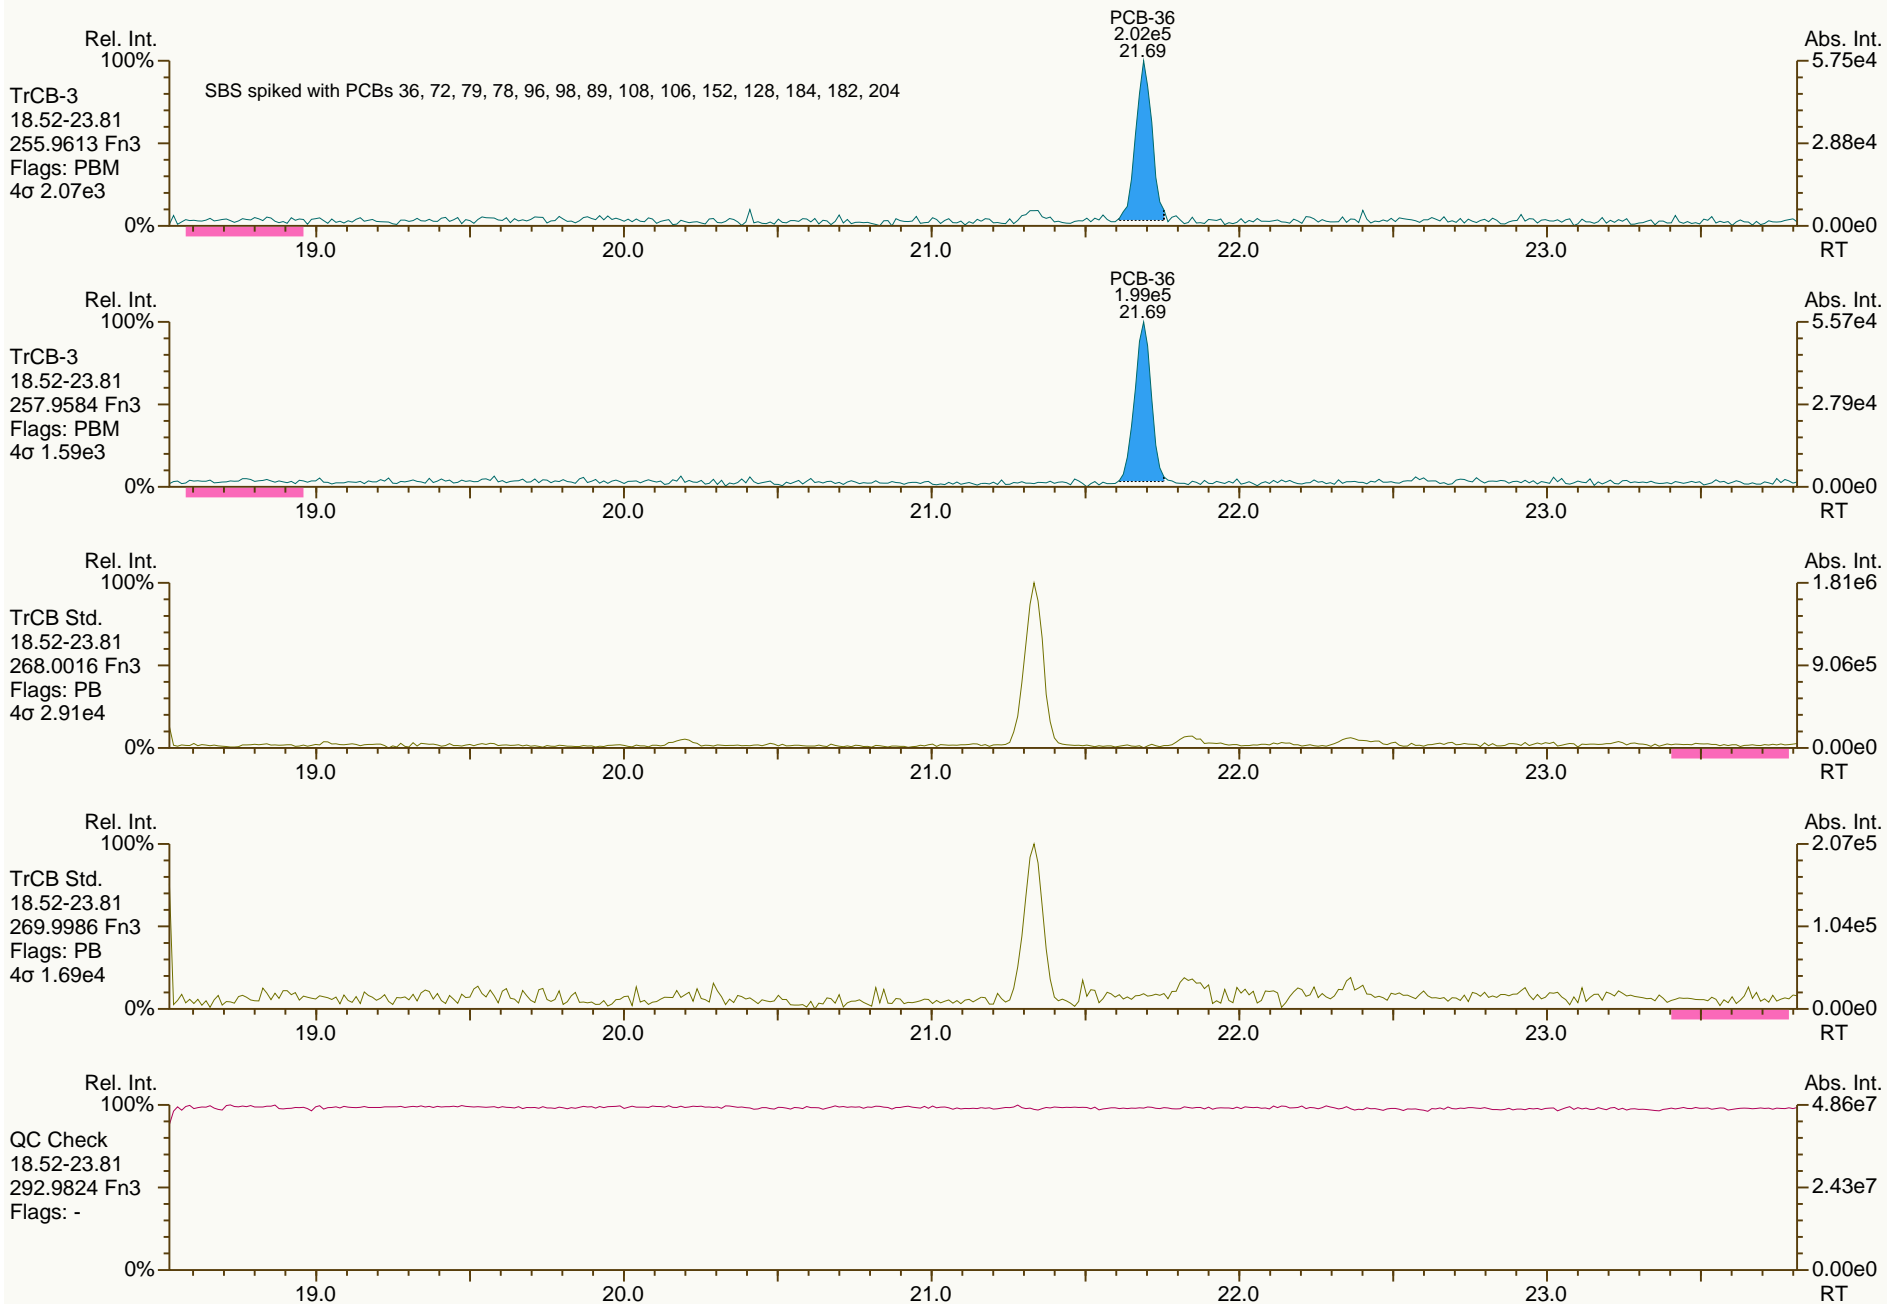 PCB-36
2.02e5
21.69
Rel. Int.
Abs. Int.
100%
5.75e4
SBS spiked with PCBs 36, 72, 79, 78, 96, 98, 89, 108, 106, 152, 128, 184, 182, 204
TrCB-3
18.52-23.81
255.9613 Fn3
2.88e4
Flags: PBM
4σ 2.07e3
0%
0.00e0
19.0 20.0 21.0 22.0 23.0 RT
PCB-36
1.99e5
21.69
Rel. Int.
Abs. Int.
100%
5.57e4
TrCB-3
18.52-23.81
257.9584 Fn3
2.79e4
Flags: PBM
4σ 1.59e3
0%
0.00e0
19.0 20.0 21.0 22.0 23.0 RT
Rel. Int.
Abs. Int.
100%
1.81e6
TrCB Std.
18.52-23.81
268.0016 Fn3
9.06e5
Flags: PB
4σ 2.91e4
0%
0.00e0
19.0 20.0 21.0 22.0 23.0 RT
Rel. Int.
Abs. Int.
100%
2.07e5
TrCB Std.
18.52-23.81
269.9986 Fn3
1.04e5
Flags: PB
4σ 1.69e4
0%
0.00e0
19.0 20.0 21.0 22.0 23.0 RT
Rel. Int.
Abs. Int.
100%
4.86e7
QC Check
18.52-23.81
292.9824 Fn3
2.43e7
Flags: -
0%
0.00e0
19.0 20.0 21.0 22.0 23.0 RT